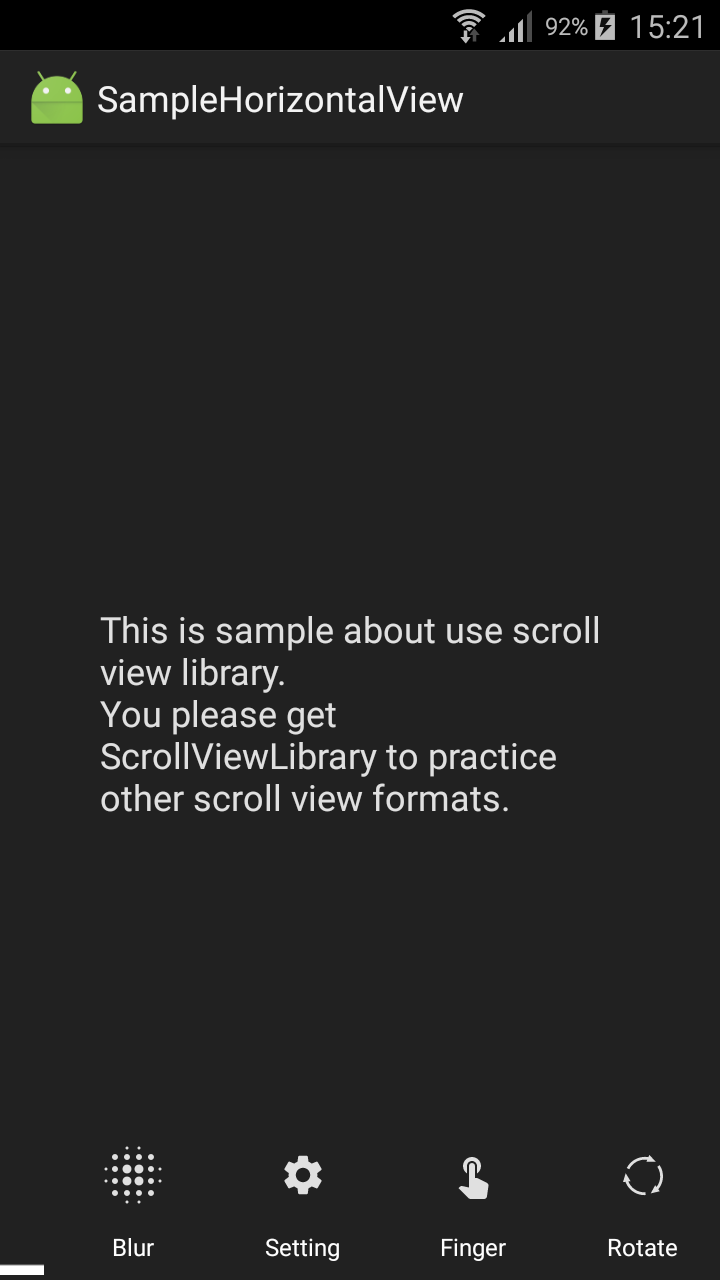 92% 15:21
SampleHorizontalView
This is sample about use scroll
view library.
You please get
ScrollViewLibrary to practice
other scroll view formats.
Blur Setting Finger Rotate